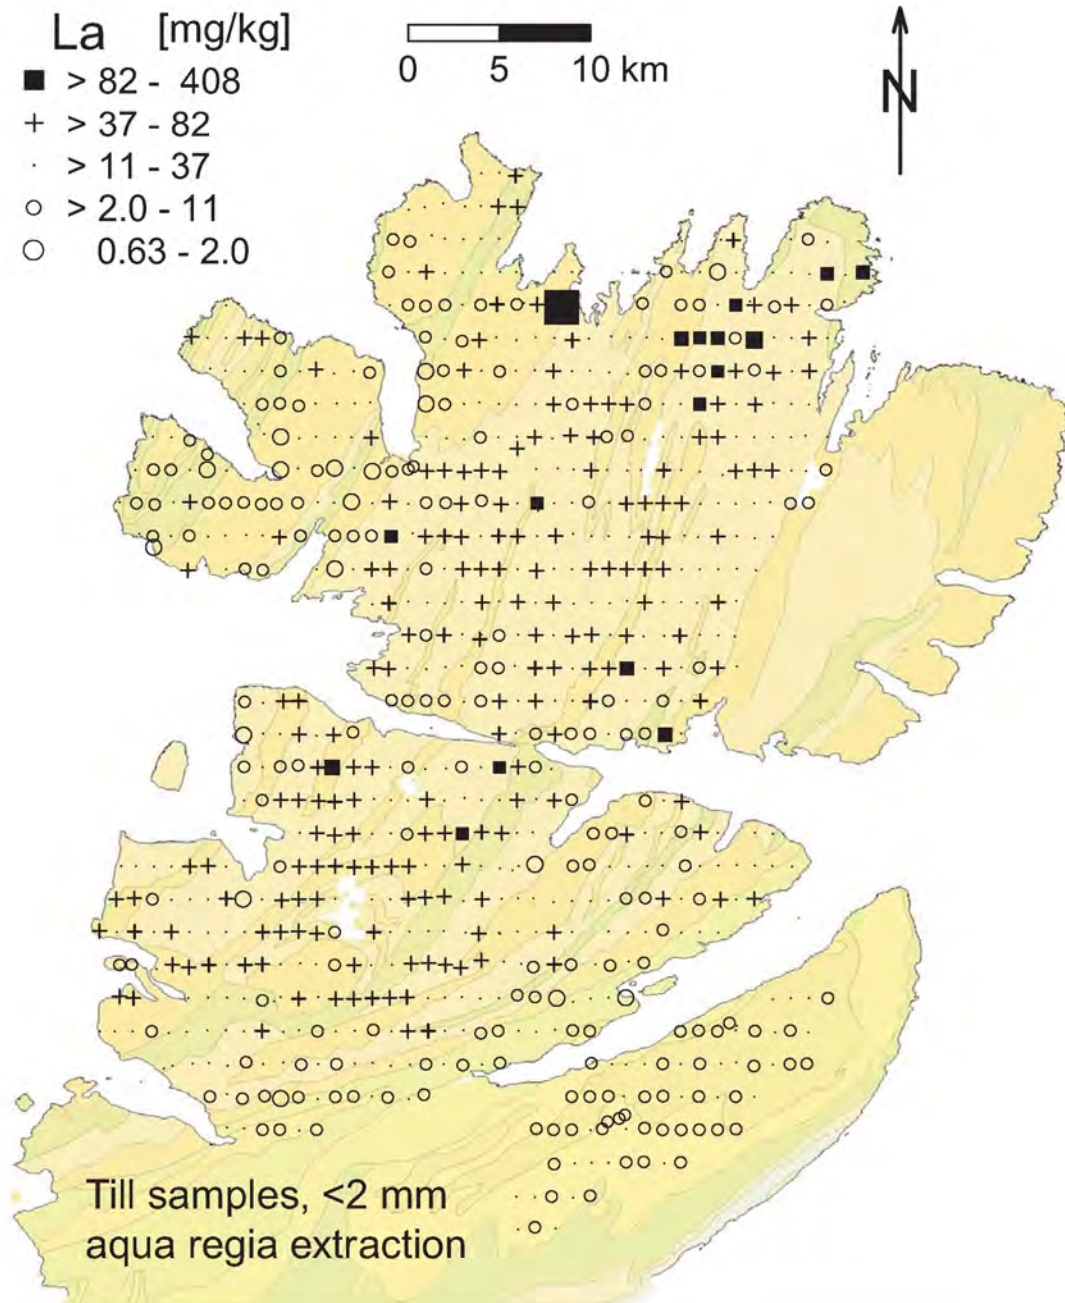 La [mg/kg]
> 82 - 408
> 37 - 82
> 11 - 37
> 2.0 - 11
0.63 - 2.0
0 5 10 km
N
Till samples, <2 mm
aqua regia extraction